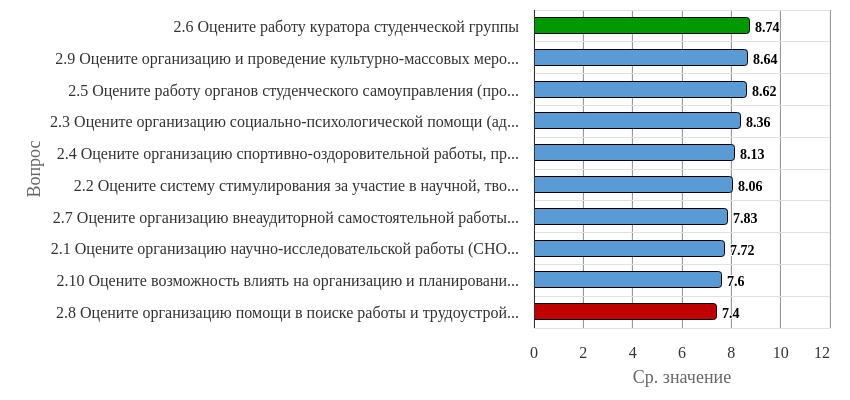 2.6 Оцените работу куратора студенческой группы 8.74
2.9 Оцените организацию и проведение культурно-массовых меро... 8.64
2.5 Оцените работу органов студенческого самоуправления (про... 8.62
2.3 Оцените организацию социально-психологической помощи (ад... 8.36
2.4 Оцените организацию спортивно-оздоровительной работы, пр... 8.13
2.2 Оцените систему стимулирования за участие в научной, тво... 8.06
2.7 Оцените организацию внеаудиторной самостоятельной работы... 7.83
2.1 Оцените организацию научно-исследовательской работы (СНО... 7.72
2.10 Оцените возможность влиять на организацию и планировани... 7.6
2.8 Оцените организацию помощи в поиске работы и трудоустрой... 7.4
Вопрос
0 2 4 6 8 10 12
Ср. значение